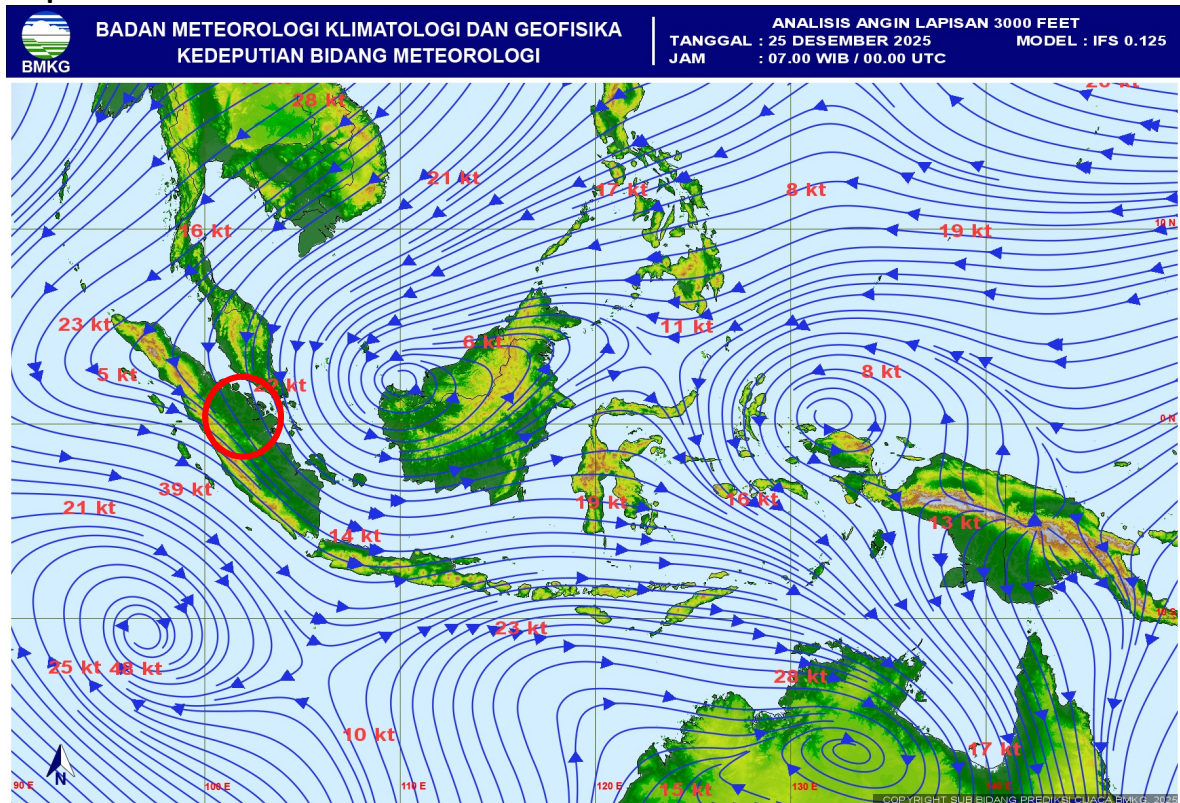 BMKG
BADAN METEOROLOGI KLIMATOLOGI DAN GEOFISIKA
KEDEPUTIAN BIDANG METEOROLOGI
ANALISIS ANGIN LAPISAN 3000 FEET
TANGGAL : 25 DESEMBER 2025 MODEL : IFS 0.125
JAM : 07.00 WIB / 00.00 UTC
28 kt
21 kt
17 kt
8 kt
16 kt
19 kt
10 N
23 kt
11 kt
6 kt
5 kt
22 kt
8 kt
0 N
39 kt
21 kt
19 kt
16 kt
13 kt
14 kt
10 S
23 kt
25 kt
48 kt
28 kt
10 kt
17 kt
N
90 E
100 E
110 E
120 E
130 E
15 kt
COPYRIGHT SUB BIDANG PREDIKSI CUACA BMKG, 2025